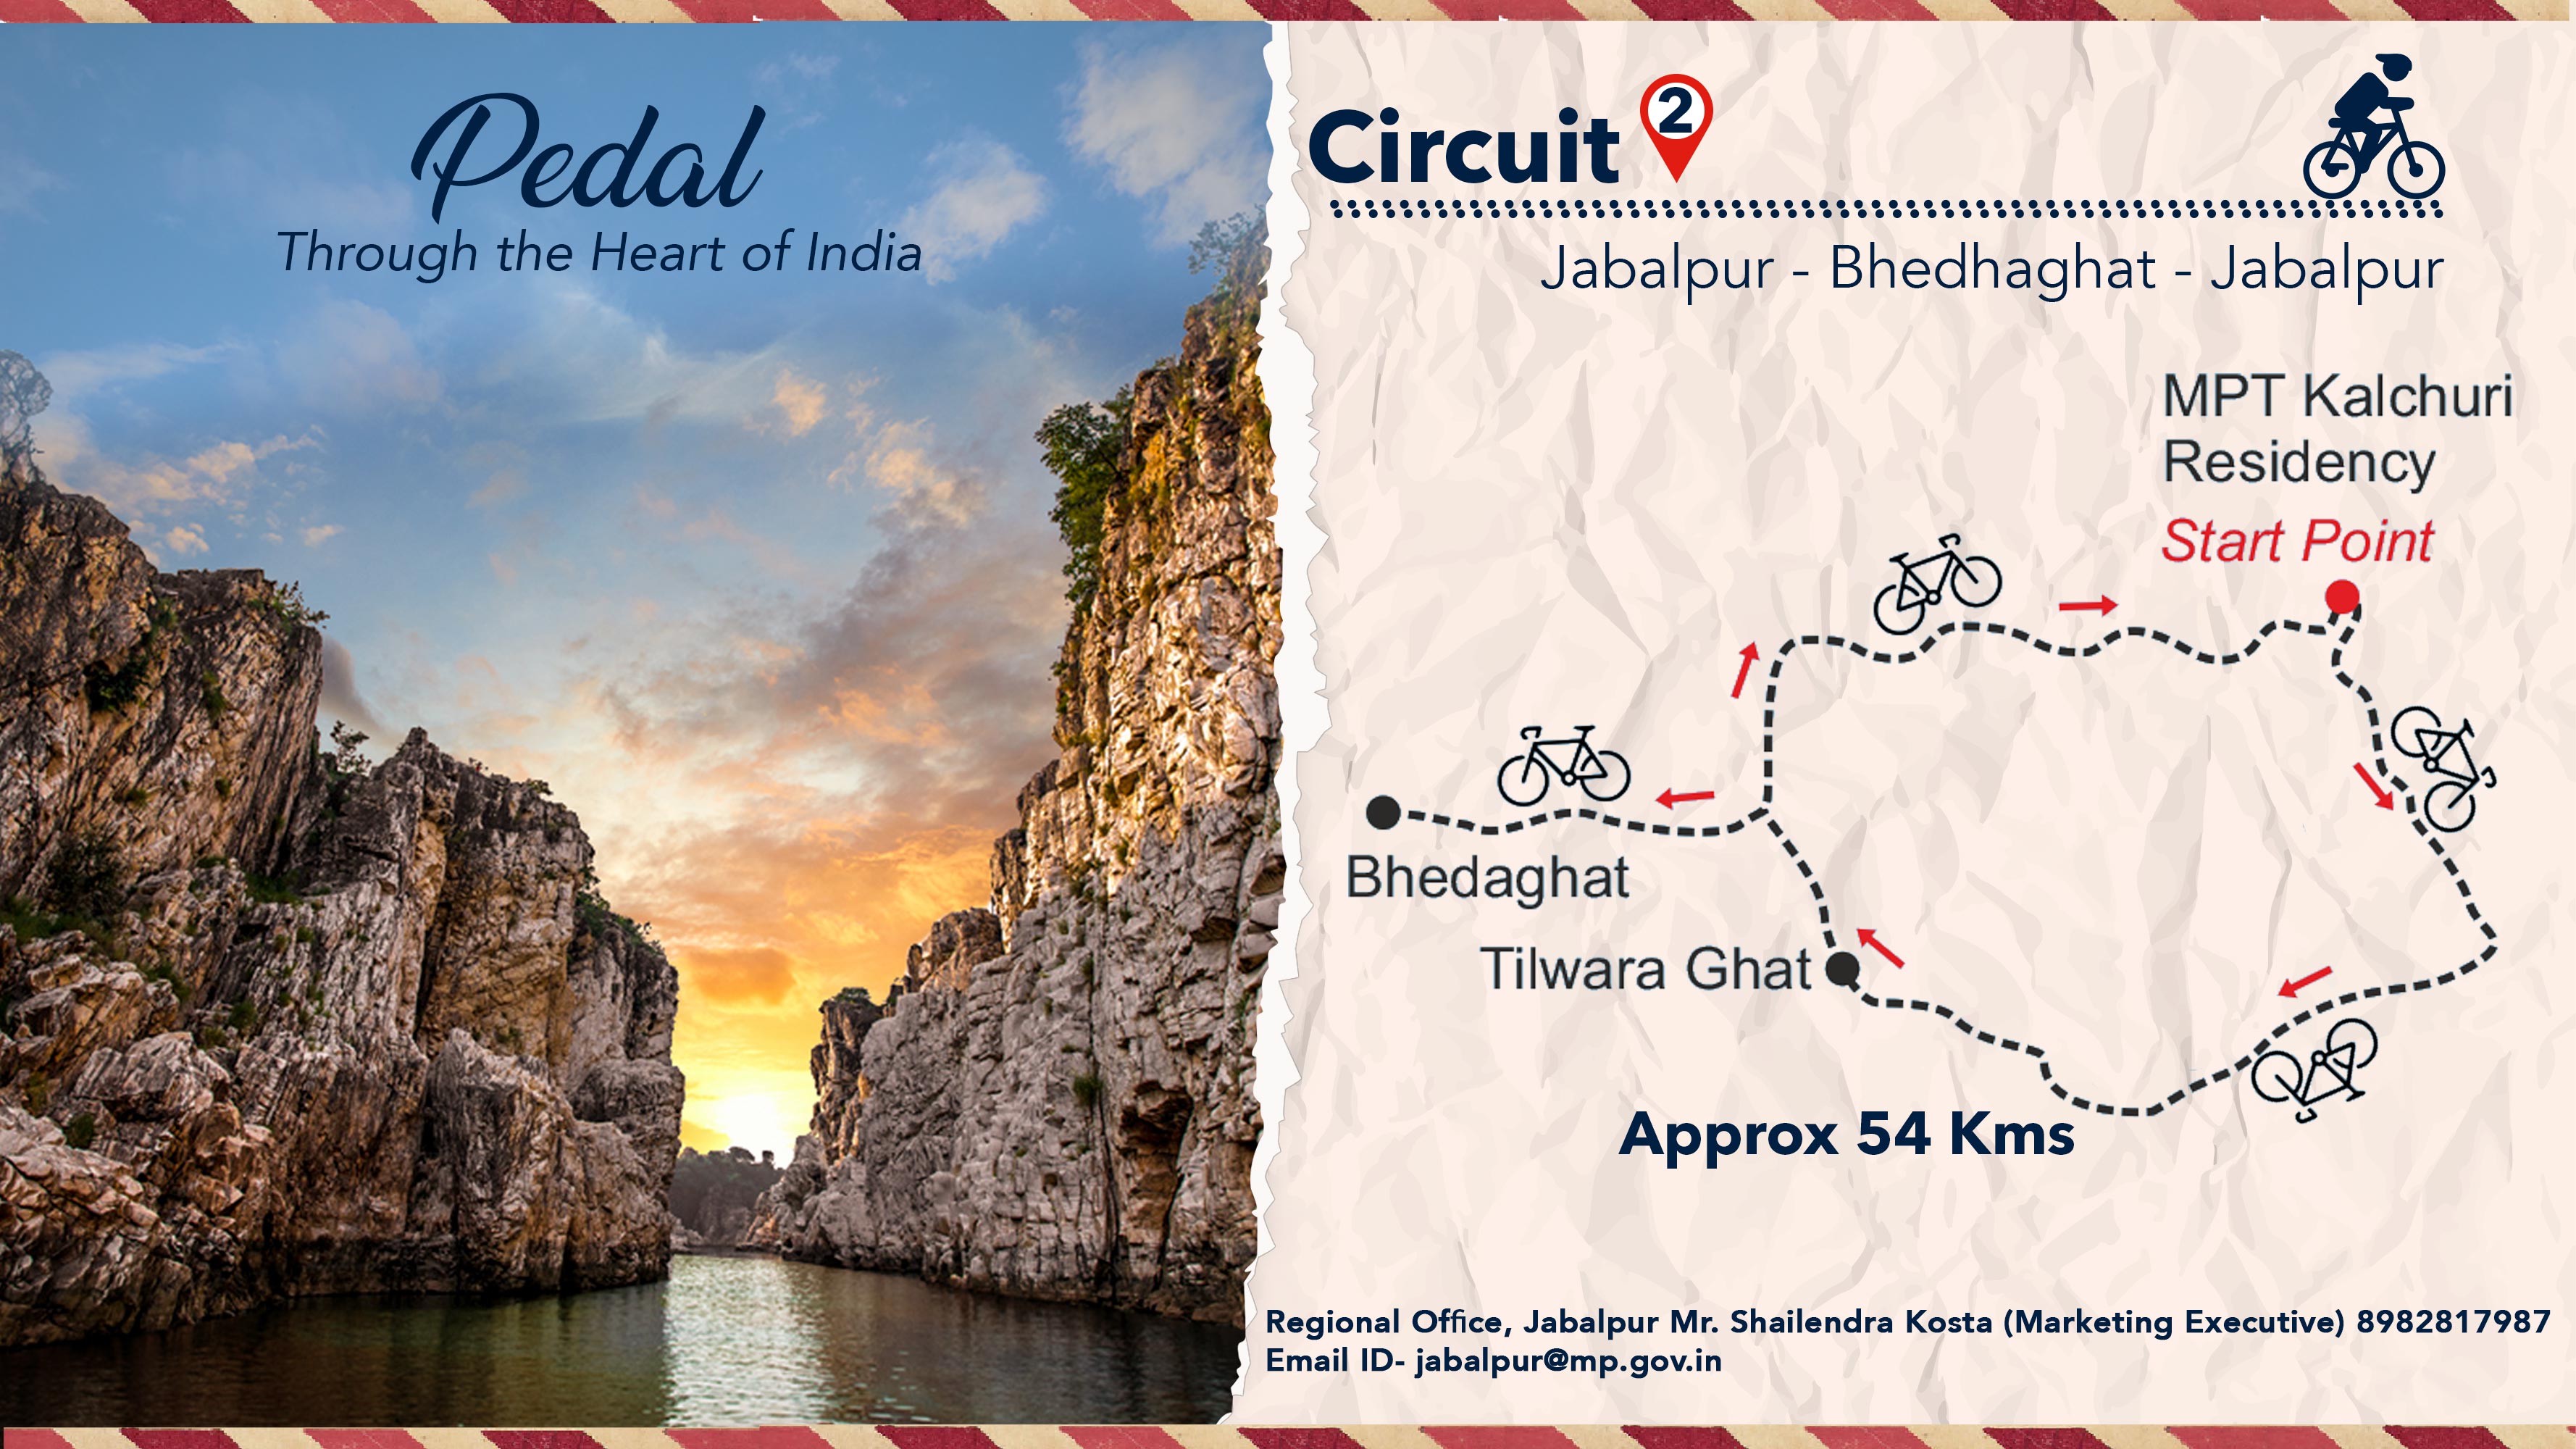 Pedal
Through the Heart of India
Circuit 2
Jabalpur - Bhedhaghat - Jabalpur
MPT Kalchuri
Residency
Start Point
Bhedaghat
Tilwara Ghat
Approx 54 Kms
Regional Office, Jabalpur Mr. Shailendra Kosta (Marketing Executive) 8982817987
Email ID- jabalpur@mp.gov.in